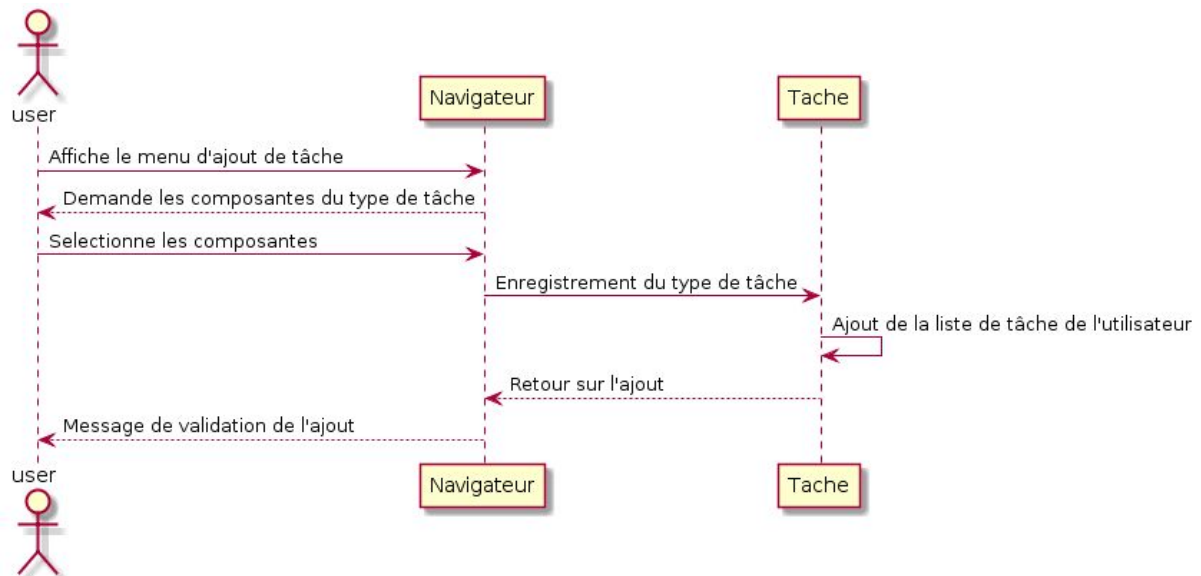 user
Navigateur
Tache
Affiche le menu d'ajout de tâche
Demande les composantes du type de tâche
Selectionne les composantes
Enregistrement du type de tâche
Ajout de la liste de tâche de l'utilisateur
Retour sur l'ajout
Message de validation de l'ajout
user
Navigateur
Tache